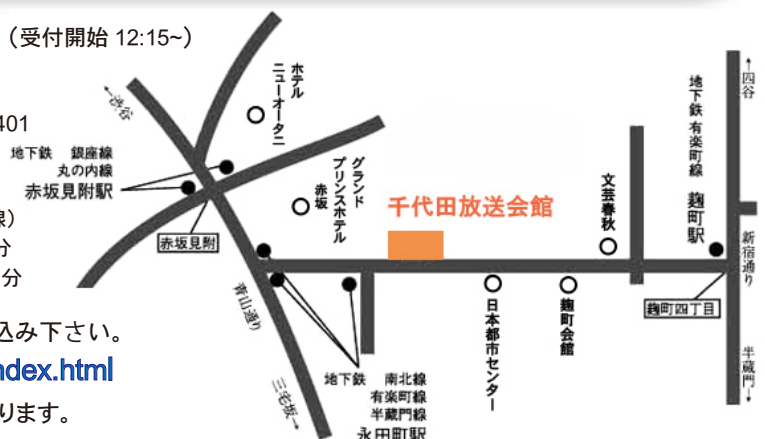 （受付開始 12:15~）
401
線）
分
分
込み下さい。
ndex.html
ります。
←渋谷
ホテル
ニューオータニ
地下鉄 銀座線
丸の内線
赤坂見附駅
赤坂見附
グランド
プリンスホテル
赤坂
千代田放送会館
文芸春秋
地下鉄 有楽町線 麹町駅
↑四谷
新宿通り
麹町四丁目
半蔵門↓
青山通り
三宅坂→
日本都市センター
麹町会館
地下鉄 南北線
有楽町線
半蔵門線
永田町駅